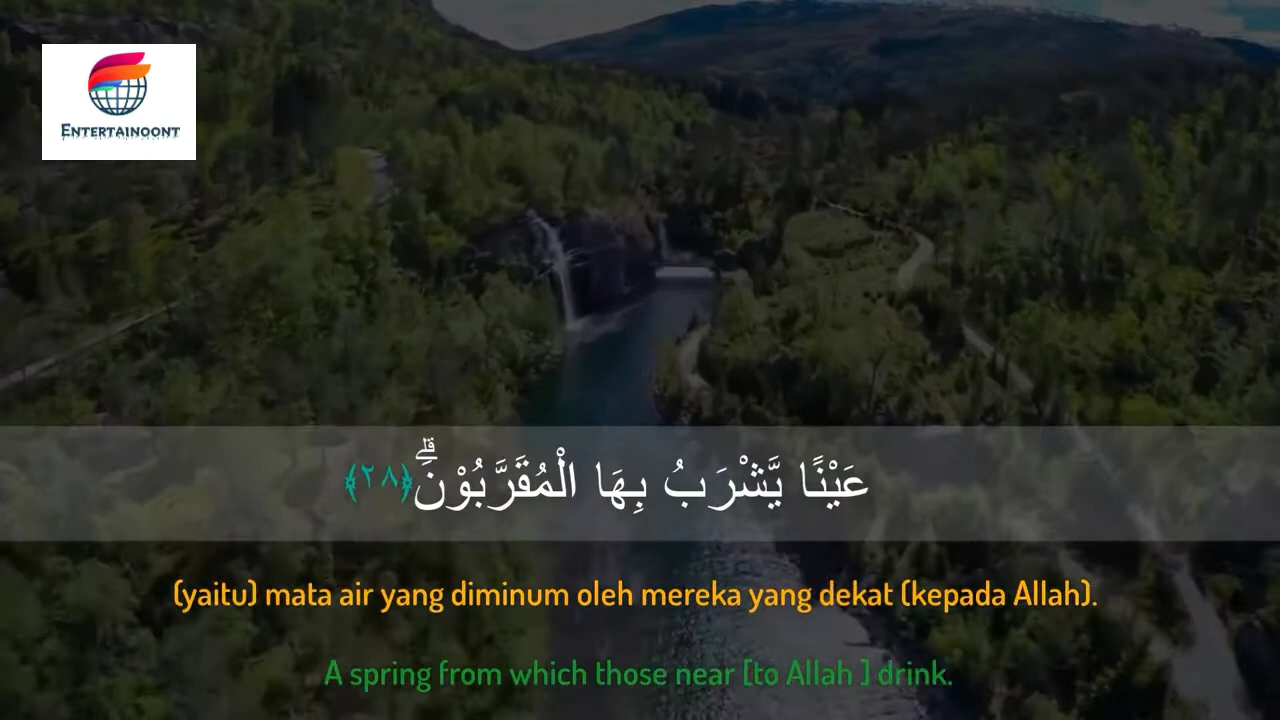 ENTERTAINOONT
عَيْنًا يَّشْرَبُ بِهَا الْمُقَرَّبُوْنَۗ ﴿٢٨﴾
(yaitu) mata air yang diminum oleh mereka yang dekat (kepada Allah).
A spring from which those near [to Allah ] drink.